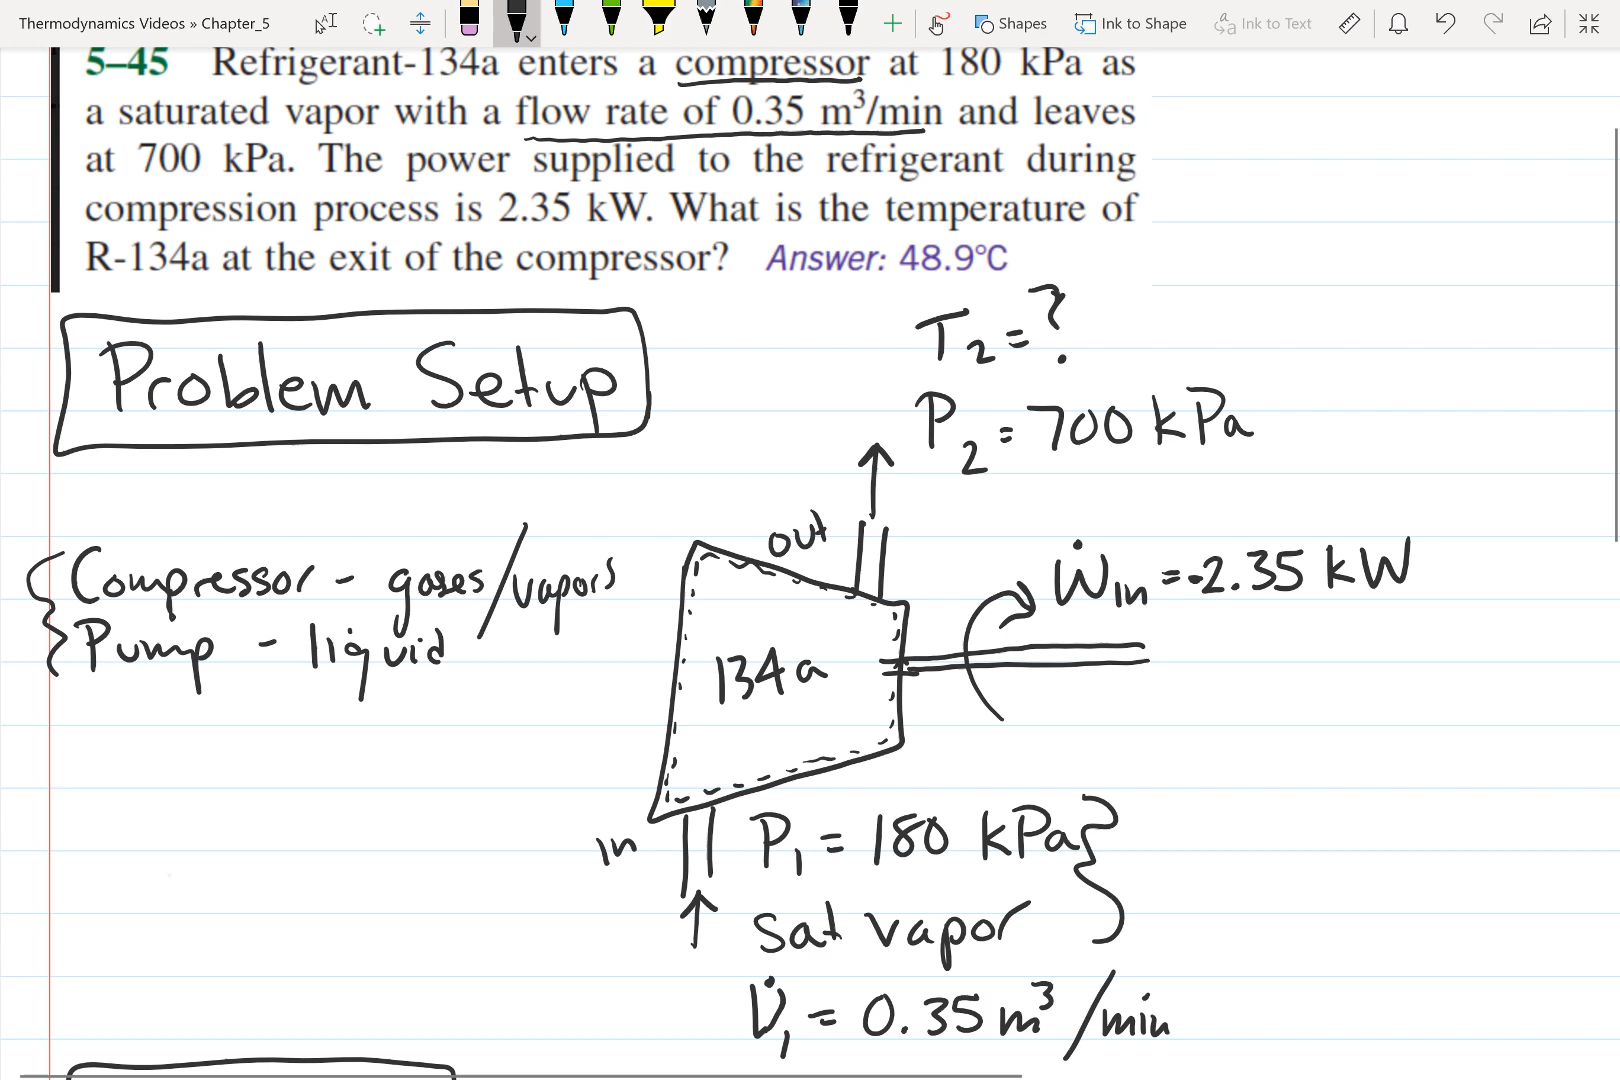 Thermodynamics Videos » Chapter_5
Shapes
Ink to Shape
Ink to Text
5–45 Refrigerant-134a enters a compressor at 180 kPa as
a saturated vapor with a flow rate of 0.35 m³/min and leaves
at 700 kPa. The power supplied to the refrigerant during
compression process is 2.35 kW. What is the temperature of
R-134a at the exit of the compressor? Answer: 48.9°C
Problem Setup
T₂ = ?
P₂ = 700 kPa
out
Ẇin = -2.35 kW
Compressor - gases/vapors
Pump - liquid
134a
in
P₁ = 180 kPa
sat vapor
V̇₁ = 0.35 m³/min